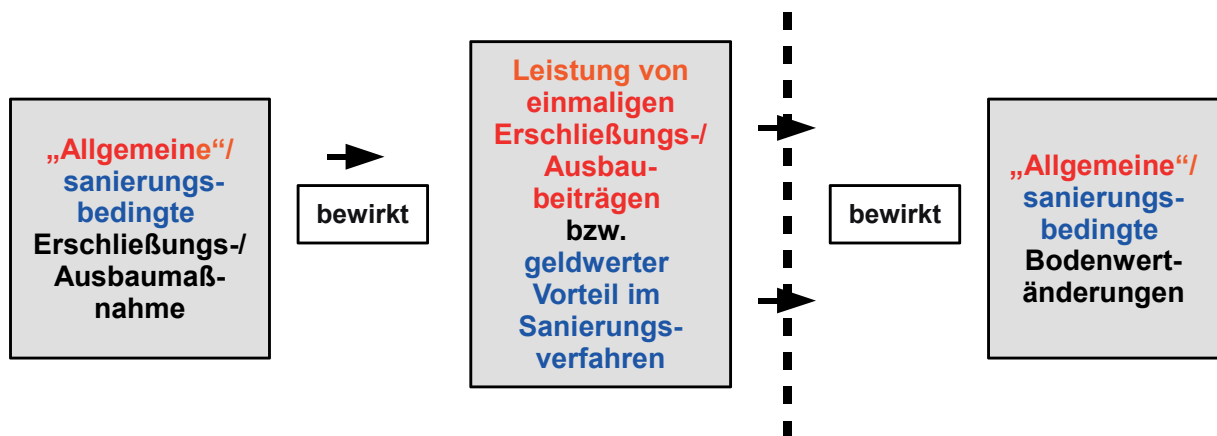 „Allgemeine“/
sanierungs-
bedingte
Erschließungs-/
Ausbaumaß-
nahme
bewirkt
Leistung von
einmaligen
Erschließungs-/
Ausbau-
beiträgen
bzw.
geldwerter
Vorteil im
Sanierungs-
verfahren
bewirkt
„Allgemeine“/
sanierungs-
bedingte
Bodenwert-
änderungen